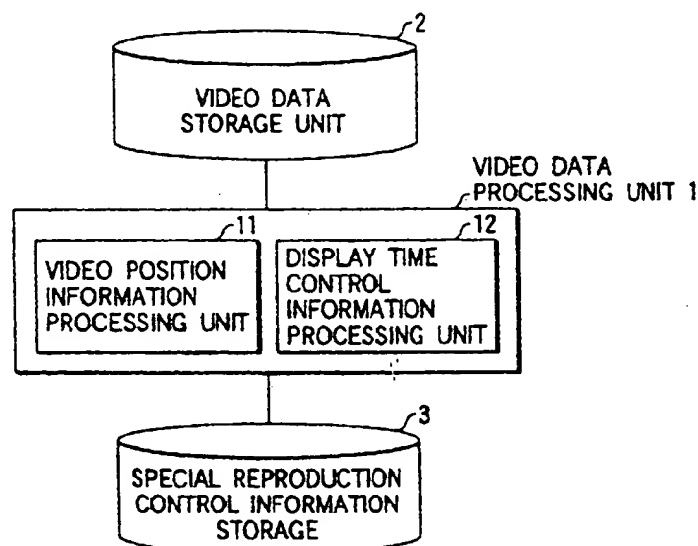 2
VIDEO DATA
STORAGE UNIT
VIDEO DATA
PROCESSING UNIT 1
11
VIDEO POSITION
INFORMATION
PROCESSING UNIT
12
DISPLAY TIME
CONTROL
INFORMATION
PROCESSING UNIT
3
SPECIAL REPRODUCTION
CONTROL INFORMATION
STORAGE